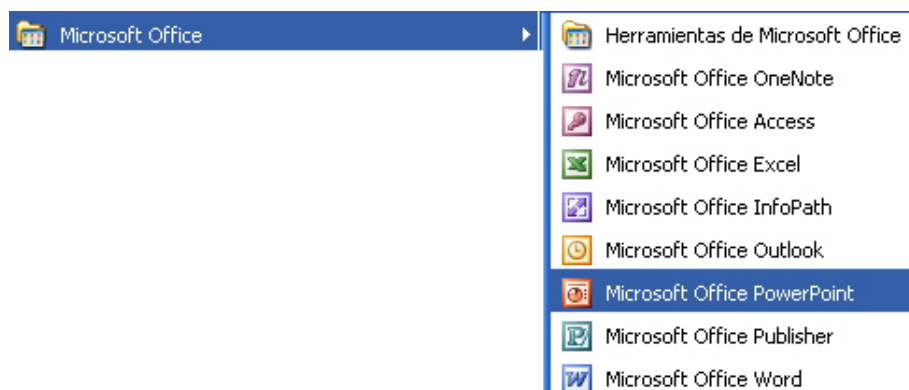 Microsoft Office
Herramientas de Microsoft Office
Microsoft Office OneNote
Microsoft Office Access
Microsoft Office Excel
Microsoft Office InfoPath
Microsoft Office Outlook
Microsoft Office PowerPoint
Microsoft Office Publisher
Microsoft Office Word